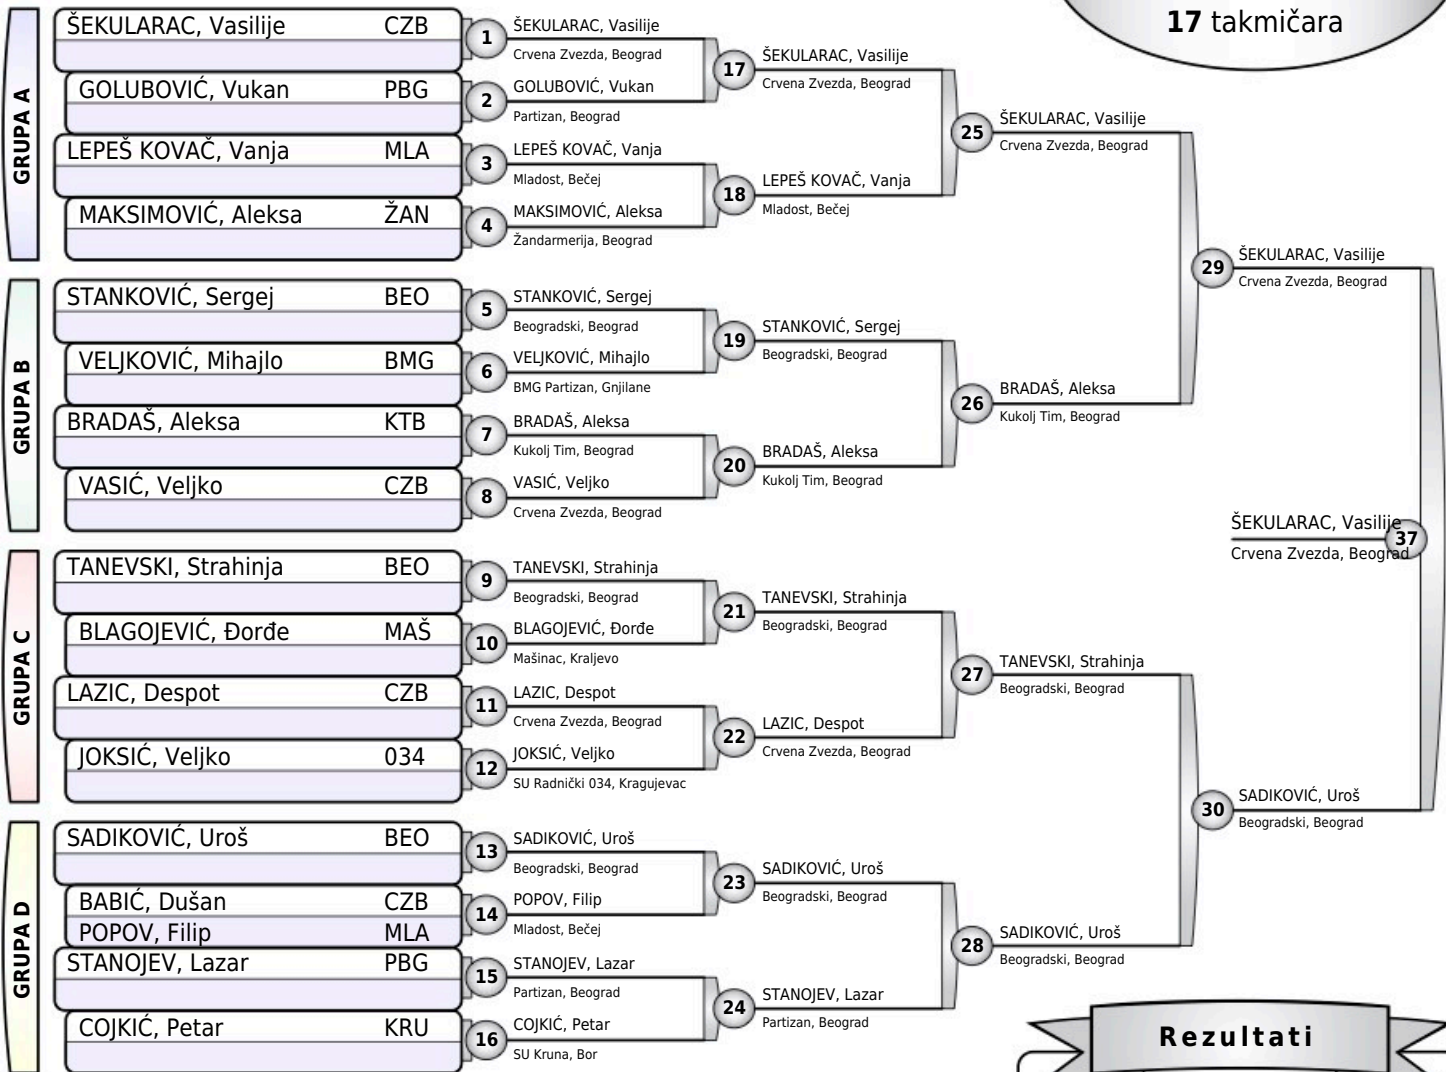 17 takmičara
GRUPA A
ŠEKULARAC, Vasilije CZB
GOLUBOVIĆ, Vukan PBG
LEPEŠ KOVAČ, Vanja MLA
MAKSIMOVIĆ, Aleksa ŽAN
GRUPA B
STANKOVIĆ, Sergej BEO
VELJKOVIĆ, Mihajlo BMG
BRADAŠ, Aleksa KTB
VASIĆ, Veljko CZB
GRUPA C
TANEVSKI, Strahinja BEO
BLAGOJEVIĆ, Đorđe MAŠ
LAZIC, Despot CZB
JOKSIĆ, Veljko 034
GRUPA D
SADIKOVIĆ, Uroš BEO
BABIĆ, Dušan CZB
POPOV, Filip MLA
STANOJEV, Lazar PBG
COJKIĆ, Petar KRU
1 ŠEKULARAC, Vasilije
Crvena Zvezda, Beograd
2 GOLUBOVIĆ, Vukan
Partizan, Beograd
3 LEPEŠ KOVAČ, Vanja
Mladost, Bečej
4 MAKSIMOVIĆ, Aleksa
Žandarmerija, Beograd
5 STANKOVIĆ, Sergej
Beogradski, Beograd
6 VELJKOVIĆ, Mihajlo
BMG Partizan, Gnjilane
7 BRADAŠ, Aleksa
Kukolj Tim, Beograd
8 VASIĆ, Veljko
Crvena Zvezda, Beograd
9 TANEVSKI, Strahinja
Beogradski, Beograd
10 BLAGOJEVIĆ, Đorđe
Mašinac, Kraljevo
11 LAZIC, Despot
Crvena Zvezda, Beograd
12 JOKSIĆ, Veljko
SU Radnički 034, Kragujevac
13 SADIKOVIĆ, Uroš
Beogradski, Beograd
14 POPOV, Filip
Mladost, Bečej
15 STANOJEV, Lazar
Partizan, Beograd
16 COJKIĆ, Petar
SU Kruna, Bor
17 ŠEKULARAC, Vasilije
Crvena Zvezda, Beograd
18 LEPEŠ KOVAČ, Vanja
Mladost, Bečej
19 STANKOVIĆ, Sergej
Beogradski, Beograd
20 BRADAŠ, Aleksa
Kukolj Tim, Beograd
21 TANEVSKI, Strahinja
Beogradski, Beograd
22 LAZIC, Despot
Crvena Zvezda, Beograd
23 SADIKOVIĆ, Uroš
Beogradski, Beograd
24 STANOJEV, Lazar
Partizan, Beograd
25 ŠEKULARAC, Vasilije
Crvena Zvezda, Beograd
26 BRADAŠ, Aleksa
Kukolj Tim, Beograd
27 TANEVSKI, Strahinja
Beogradski, Beograd
28 SADIKOVIĆ, Uroš
Beogradski, Beograd
29 ŠEKULARAC, Vasilije
Crvena Zvezda, Beograd
30 SADIKOVIĆ, Uroš
Beogradski, Beograd
ŠEKULARAC, Vasilije 37
Crvena Zvezda, Beograd
Rezultati